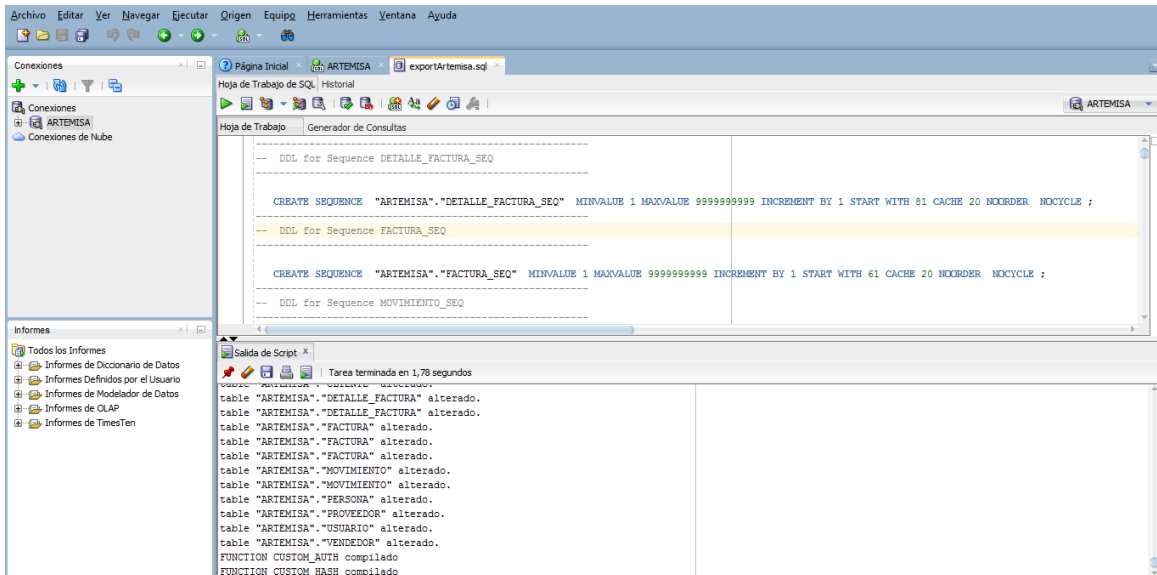 Archivo Editar Ver Navegar Ejecutar Origen Equipo Herramientas Ventana Ayuda
Conexiones
Conexiones
ARTEMISA
Conexiones de Nube
Informes
Todos los Informes
Informes de Diccionario de Datos
Informes Definidos por el Usuario
Informes de Modelador de Datos
Informes de OLAP
Informes de TimesTen
Página Inicial ARTEMISA exportArtemisa.sql
Hoja de Trabajo de SQL Historial
ARTEMISA
Hoja de Trabajo Generador de Consultas
--------------------------------------------------------
-- DDL for Sequence DETALLE_FACTURA_SEQ
--------------------------------------------------------
CREATE SEQUENCE "ARTEMISA"."DETALLE_FACTURA_SEQ" MINVALUE 1 MAXVALUE 9999999999 INCREMENT BY 1 START WITH 81 CACHE 20 NOORDER NOCYCLE ;
--------------------------------------------------------
-- DDL for Sequence FACTURA_SEQ
--------------------------------------------------------
CREATE SEQUENCE "ARTEMISA"."FACTURA_SEQ" MINVALUE 1 MAXVALUE 9999999999 INCREMENT BY 1 START WITH 61 CACHE 20 NOORDER NOCYCLE ;
--------------------------------------------------------
-- DDL for Sequence MOVIMIENTO_SEQ
--------------------------------------------------------
Salida de Script
Tarea terminada en 1,78 segundos
table "ARTEMISA"."DETALLE_FACTURA" alterado.
table "ARTEMISA"."DETALLE_FACTURA" alterado.
table "ARTEMISA"."FACTURA" alterado.
table "ARTEMISA"."FACTURA" alterado.
table "ARTEMISA"."FACTURA" alterado.
table "ARTEMISA"."MOVIMIENTO" alterado.
table "ARTEMISA"."MOVIMIENTO" alterado.
table "ARTEMISA"."PERSONA" alterado.
table "ARTEMISA"."PROVEEDOR" alterado.
table "ARTEMISA"."USUARIO" alterado.
table "ARTEMISA"."VENDEDOR" alterado.
FUNCTION CUSTOM_AUTH compilado
FUNCTION CUSTOM_HASH compilado